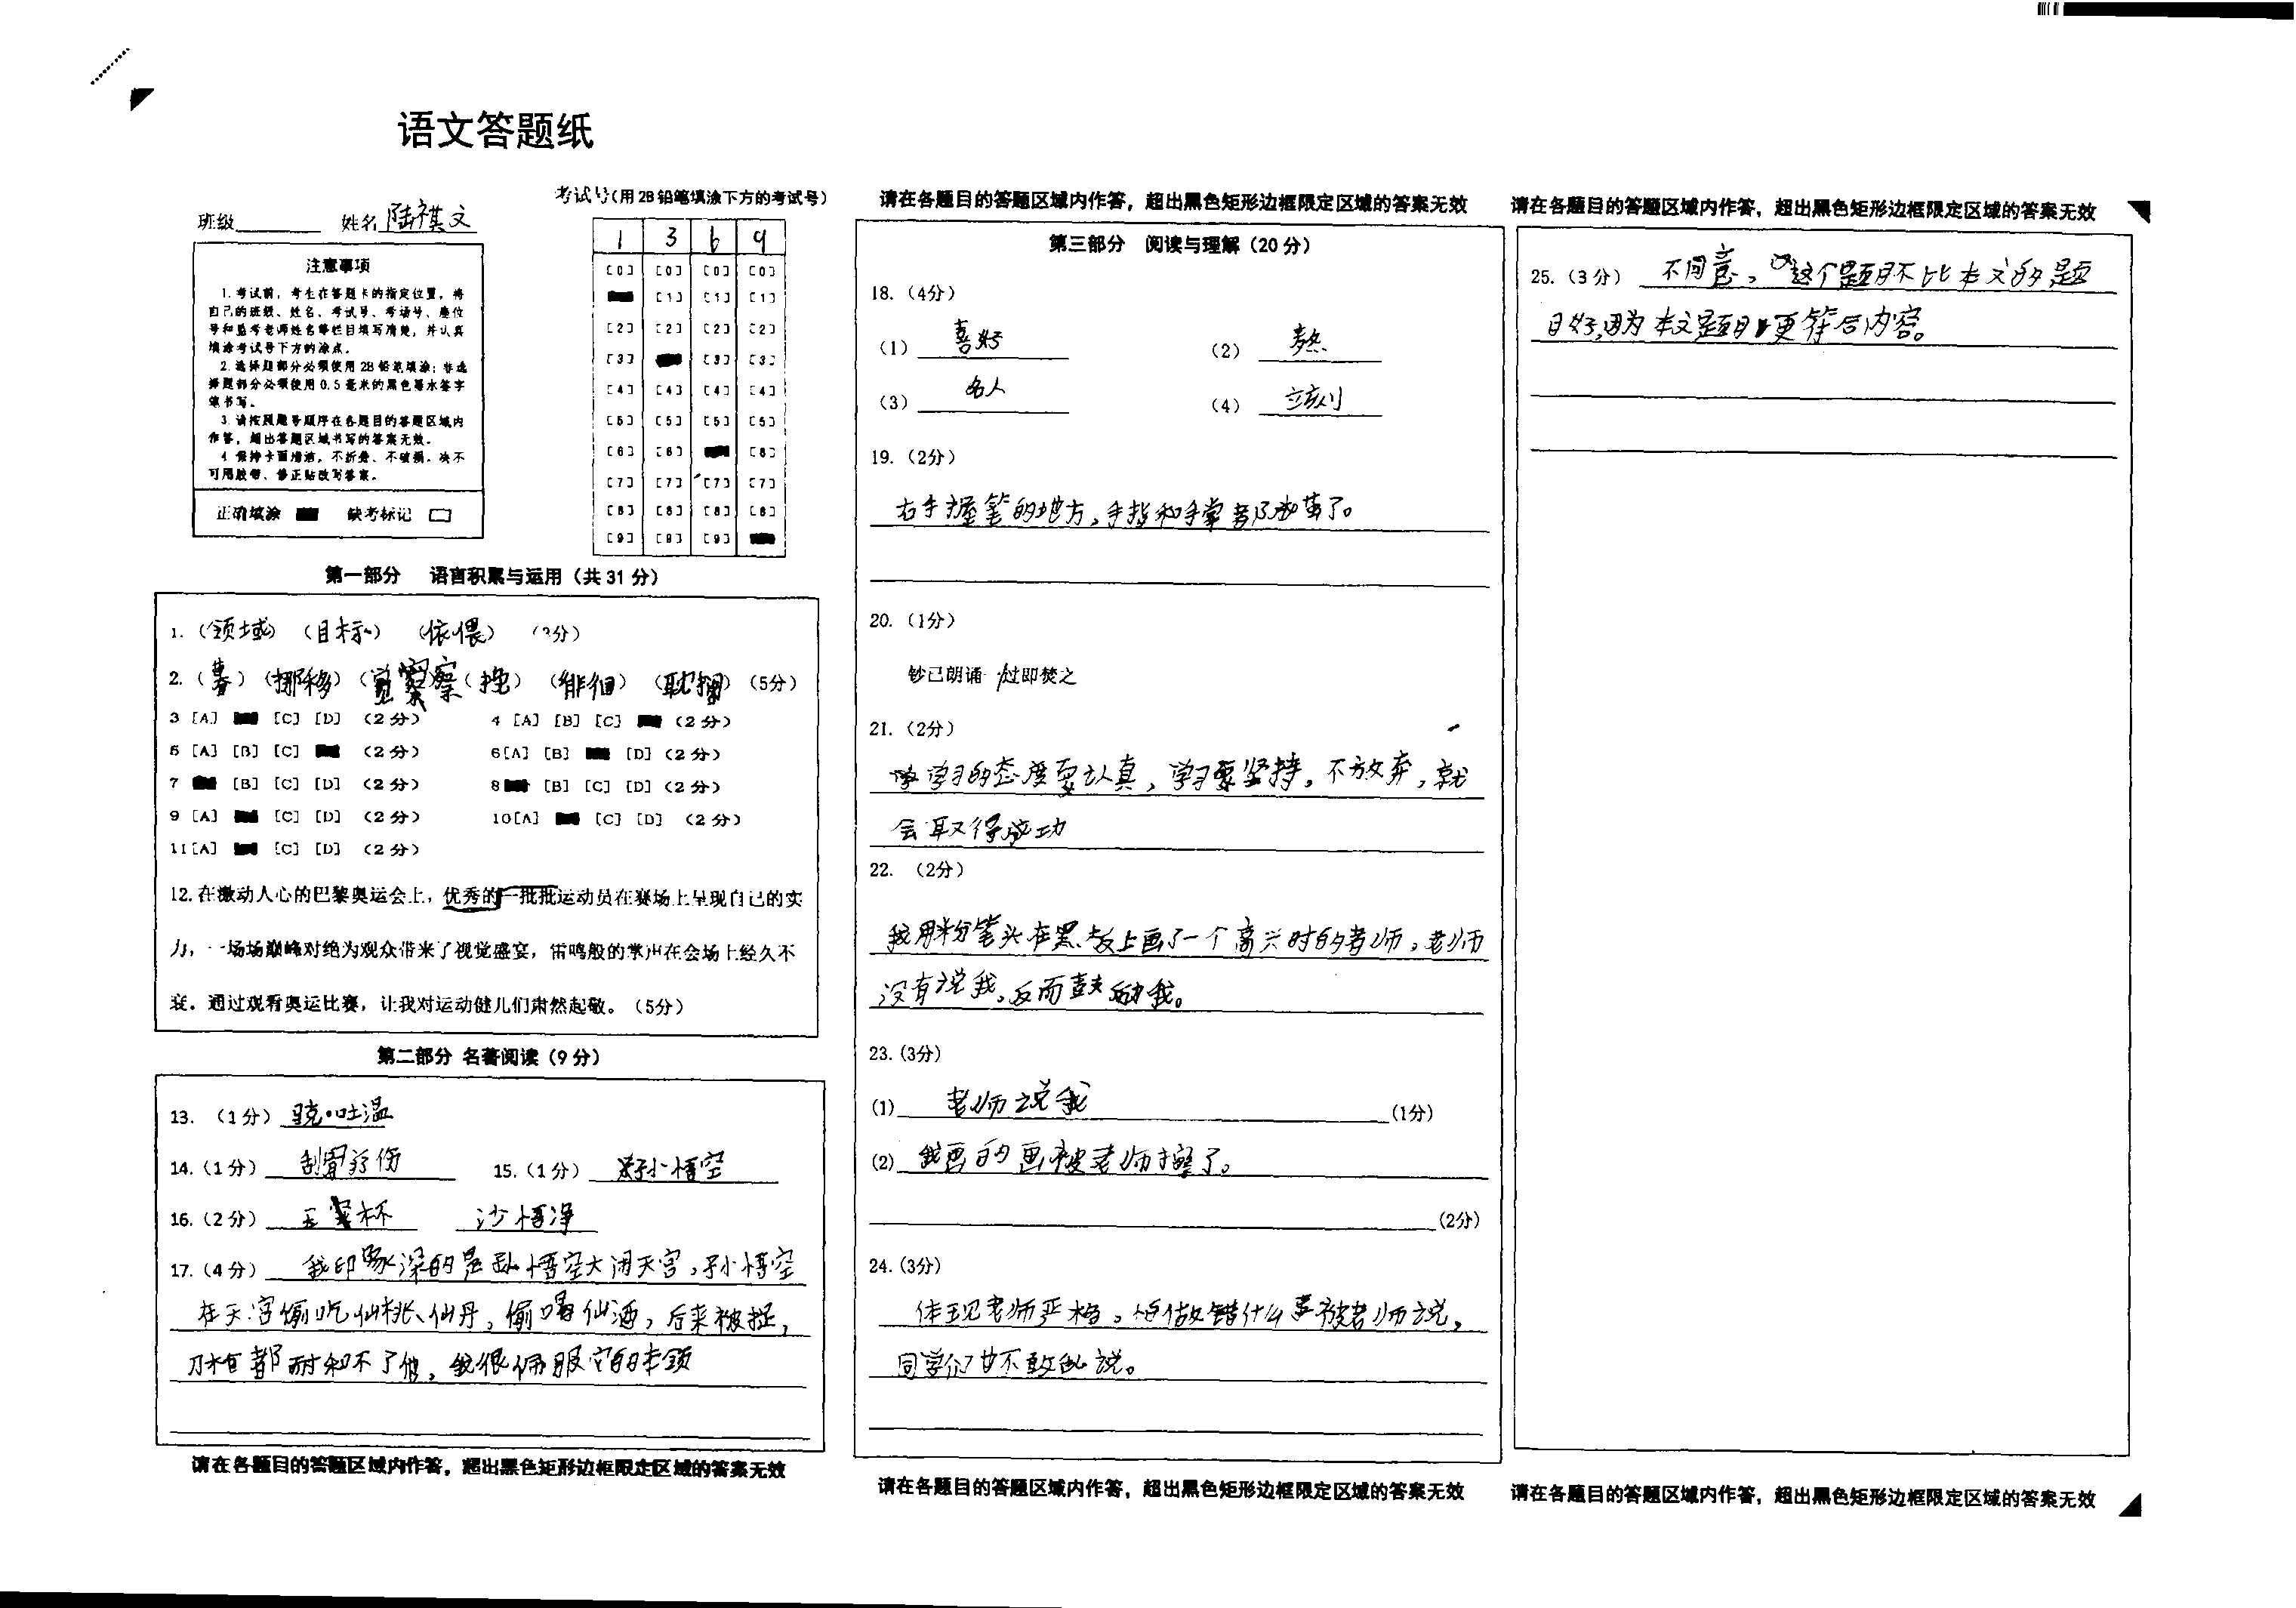 语文答题纸
班级 姓名 陆祺文
考试号(用 2B 铅笔填涂下方的考试号)
1 3 6 9
注意事项
1.考试前，考生在答题卡的指定位置，将
自己的班级、姓名、考试号、考场号、座位
号和监考老师姓名等栏目填写清楚，并认真
填涂考试号下方的涂点。
2.选择题部分必须使用 2B 铅笔填涂；非选
择题部分必须使用 0.5 毫米的黑色墨水签字
笔书写。
3.请按照题号顺序在各题目的答题区域内
作答，超出答题区域书写的答案无效。
4 保持卡面清洁，不折叠、不破损。决不
可用胶带、修正贴改写答案。
正确填涂 缺考标记
[0] [0] [0] [0]
[1] [1] [1]
[2] [2] [2] [2]
[3] [3] [3]
[4] [4] [4] [4]
[5] [5] [5] [5]
[6] [6] [6]
[7] [7] [7] [7]
[8] [8] [8] [8]
[9] [9] [9]
第一部分 语言积累与运用（共 31 分）
1.（领域）（目标）（依偎）（3分）
2.（暮）（挪移）（ 察）（拖）（徘徊）（耽搁）（5分）
3 [A] [C] [D] （2 分） 4 [A] [B] [C] （2 分）
5 [A] [B] [C] （2 分） 6[A] [B] [D]（2 分）
7 [B] [C] [D] （2 分） 8 [B] [C] [D]（2 分）
9 [A] [C] [D] （2 分） 10[A] [C] [D] （2 分）
11[A] [C] [D] （2 分）
12.在激动人心的巴黎奥运会上，优秀的一批批运动员在赛场上呈现自己的实
力，一场场巅峰对绝为观众带来了视觉盛宴，雷鸣般的掌声在会场上经久不
衰。通过观看奥运比赛，让我对运动健儿们肃然起敬。（5分）
第二部分 名著阅读（9 分）
13. （1 分） 骁·吐温
14.（1 分） 刮骨疗伤 15.（1 分） 孙悟空
16.（2 分） 杯 沙悟净
17.（4 分） 我印象深的是孙悟空大闹天宫，孙悟空
在天宫偷吃仙桃、仙丹，偷喝仙酒，后来被捉，
都耐和不了他，我很佩服它的本领
请在各题目的答题区域内作答，超出黑色矩形边框限定区域的答案无效
请在各题目的答题区域内作答，超出黑色矩形边框限定区域的答案无效
第三部分 阅读与理解（20 分）
18.（4分）
（1） 喜好 （2）
（3） 名人 （4） 立刻
19.（2分）
右手握笔的地方，手指和手掌都 茧了。
20.（1分）
钞已朗诵 / 过即焚之
21.（2分）
学习的态度要认真，学习要坚持，不放弃，就
会取得成功
22. （2分）
我用粉笔头在黑板上画了一个高兴时的老师。老师
没有说我，反而鼓励我。
23.(3分)
(1) 老师说我 (1分)
(2) 我画的画被老师擦了。
(2分)
24.(3分)
体现老师严格。怕做错什么要被老师说，
同学们廿不敢乱说。
请在各题目的答题区域内作答，超出黑色矩形边框限定区域的答案无效
请在各题目的答题区域内作答，超出黑色矩形边框限定区域的答案无效
25.（3 分） 不同意，这个题目不比本文的题
目好，因为本文题目更符合内容。
请在各题目的答题区域内作答，超出黑色矩形边框限定区域的答案无效